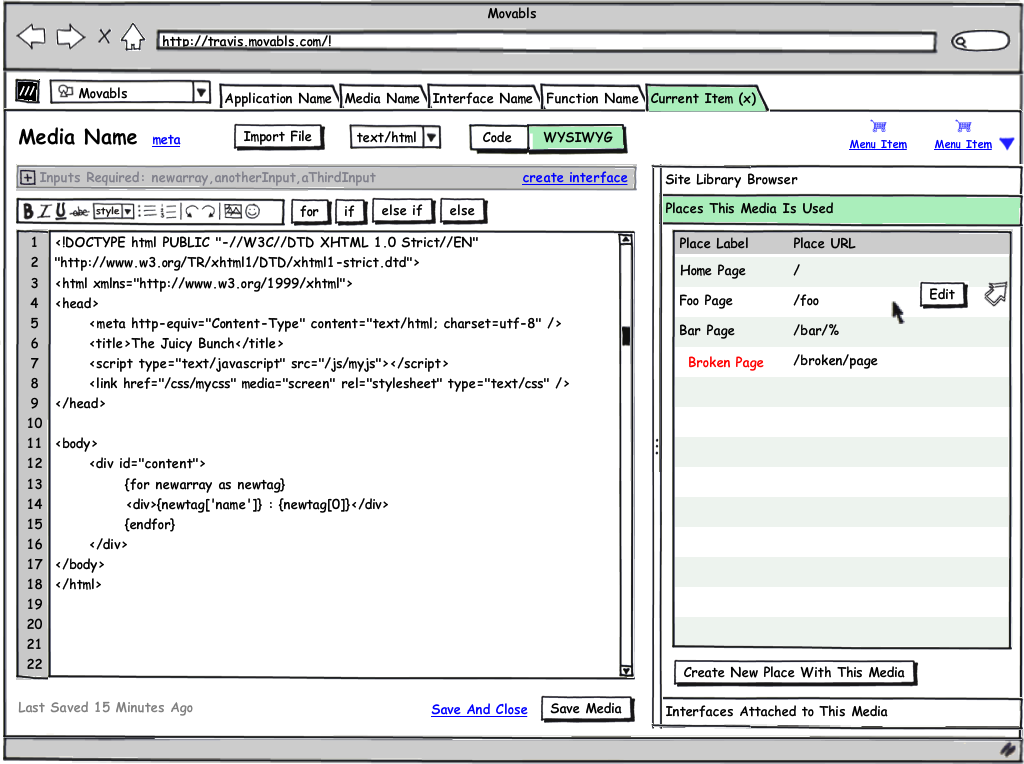 Movabls
http://travis.movabls.com/!
Movabls
Application Name
Media Name
Interface Name
Function Name
Current Item (x)
Media Name
meta
Import File
text/html
Code
WYSIWYG
Menu Item
Menu Item
Inputs Required: newarray,anotherInput,aThirdInput
create interface
B I U abc style
for
if
else if
else
1 <!DOCTYPE html PUBLIC "-//W3C//DTD XHTML 1.0 Strict//EN"
2 "http://www.w3.org/TR/xhtml1/DTD/xhtml1-strict.dtd">
3 <html xmlns="http://www.w3.org/1999/xhtml">
4 <head>
5 <meta http-equiv="Content-Type" content="text/html; charset=utf-8" />
6 <title>The Juicy Bunch</title>
7 <script type="text/javascript" src="/js/myjs"></script>
8 <link href="/css/mycss" media="screen" rel="stylesheet" type="text/css" />
9 </head>
10
11 <body>
12 <div id="content">
13 {for newarray as newtag}
14 <div>{newtag['name']} : {newtag[0]}</div>
15 {endfor}
16 </div>
17 </body>
18 </html>
19
20
21
22
Last Saved 15 Minutes Ago
Save And Close
Save Media
Site Library Browser
Places This Media Is Used
Place Label Place URL
Home Page /
Foo Page /foo
Edit
Bar Page /bar/%
Broken Page /broken/page
Create New Place With This Media
Interfaces Attached to This Media